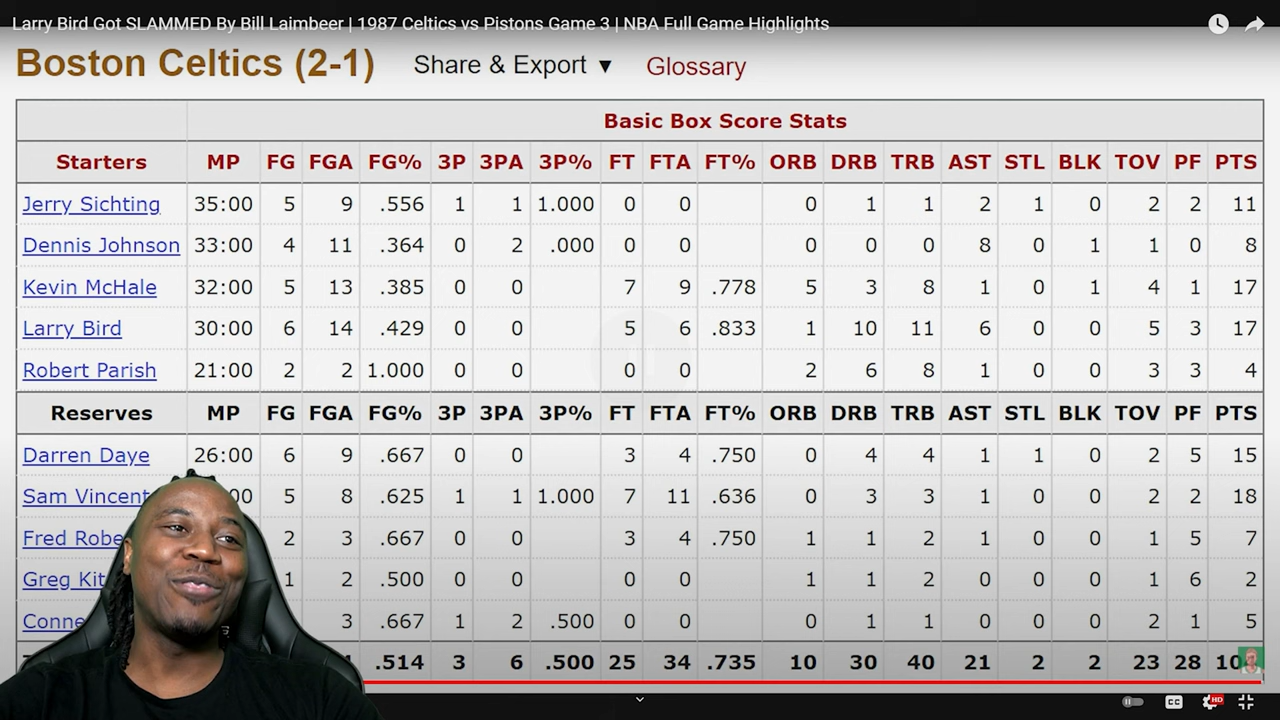 Larry Bird Got SLAMMED By Bill Laimbeer | 1987 Celtics vs Pistons Game 3 | NBA Full Game Highlights
Boston Celtics (2-1) Share & Export ▼ Glossary
Basic Box Score Stats
Starters MP FG FGA FG% 3P 3PA 3P% FT FTA FT% ORB DRB TRB AST STL BLK TOV PF PTS
Jerry Sichting 35:00 5 9 .556 1 1 1.000 0 0 0 1 1 2 1 0 2 2 11
Dennis Johnson 33:00 4 11 .364 0 2 .000 0 0 0 0 0 8 0 1 1 0 8
Kevin McHale 32:00 5 13 .385 0 0 7 9 .778 5 3 8 1 0 1 4 1 17
Larry Bird 30:00 6 14 .429 0 0 5 6 .833 1 10 11 6 0 0 5 3 17
Robert Parish 21:00 2 2 1.000 0 0 0 0 2 6 8 1 0 0 3 3 4
Reserves MP FG FGA FG% 3P 3PA 3P% FT FTA FT% ORB DRB TRB AST STL BLK TOV PF PTS
Darren Daye 26:00 6 9 .667 0 0 3 4 .750 0 4 4 1 1 0 2 5 15
Sam Vincent 5 8 .625 1 1 1.000 7 11 .636 0 3 3 1 0 0 2 2 18
Fred Robe 2 3 .667 0 0 3 4 .750 1 1 2 1 0 0 1 5 7
Greg Kit 1 2 .500 0 0 0 0 1 1 2 0 0 0 1 6 2
Conne 3 .667 1 2 .500 0 0 0 1 1 0 0 0 2 1 5
.514 3 6 .500 25 34 .735 10 30 40 21 2 2 23 28 10
CC HD